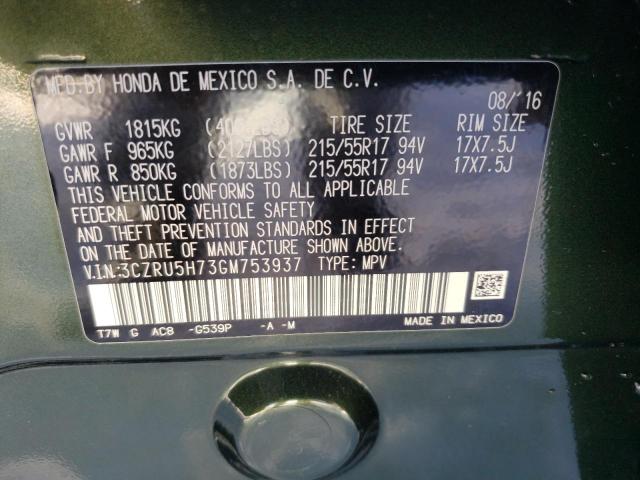 MFD.BY HONDA DE MEXICO S.A. DE C.V.
08/'16
GVWR 1815KG TIRE SIZE RIM SIZE
GAWR F 965KG (2127LBS) 215/55R17 94V 17X7.5J
GAWR R 850KG (1873LBS) 215/55R17 94V 17X7.5J
THIS VEHICLE CONFORMS TO ALL APPLICABLE
FEDERAL MOTOR VEHICLE SAFETY
AND THEFT PREVENTION STANDARDS IN EFFECT
ON THE DATE OF MANUFACTURE SHOWN ABOVE.
V.I.N:3CZRU5H73GM753937 TYPE: MPV
T7W G AC8 -G539P -A -M MADE IN MEXICO